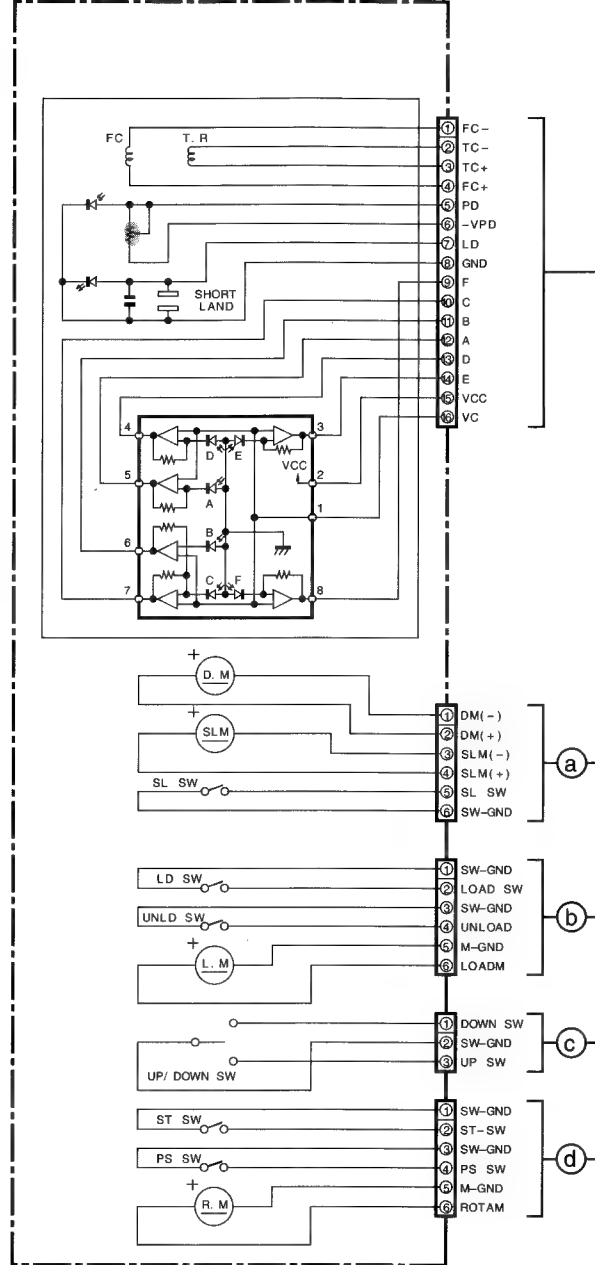 FC T.R
① FC-
② TC-
③ TC+
④ FC+
⑤ PD
⑥ -VPD
⑦ LD
⑧ GND
⑨ F
⑩ C
⑪ B
⑫ A
⑬ D
⑭ E
⑮ VCC
⑯ VC
SHORT
LAND
4 3
D E
VCC 2
5
A
1
B
6
C F
7 8
+
D. M
+
SLM
SL SW
① DM(-)
② DM(+)
③ SLM(-)
④ SLM(+)
⑤ SL SW
⑥ SW-GND
ⓐ
LD SW
UNLD SW
+
L. M
① SW-GND
② LOAD SW
③ SW-GND
④ UNLOAD
⑤ M-GND
⑥ LOADM
ⓑ
UP/DOWN SW
① DOWN SW
② SW-GND
③ UP SW
ⓒ
ST SW
PS SW
+
R. M
① SW-GND
② ST-SW
③ SW-GND
④ PS SW
⑤ M-GND
⑥ ROTAM
ⓓ